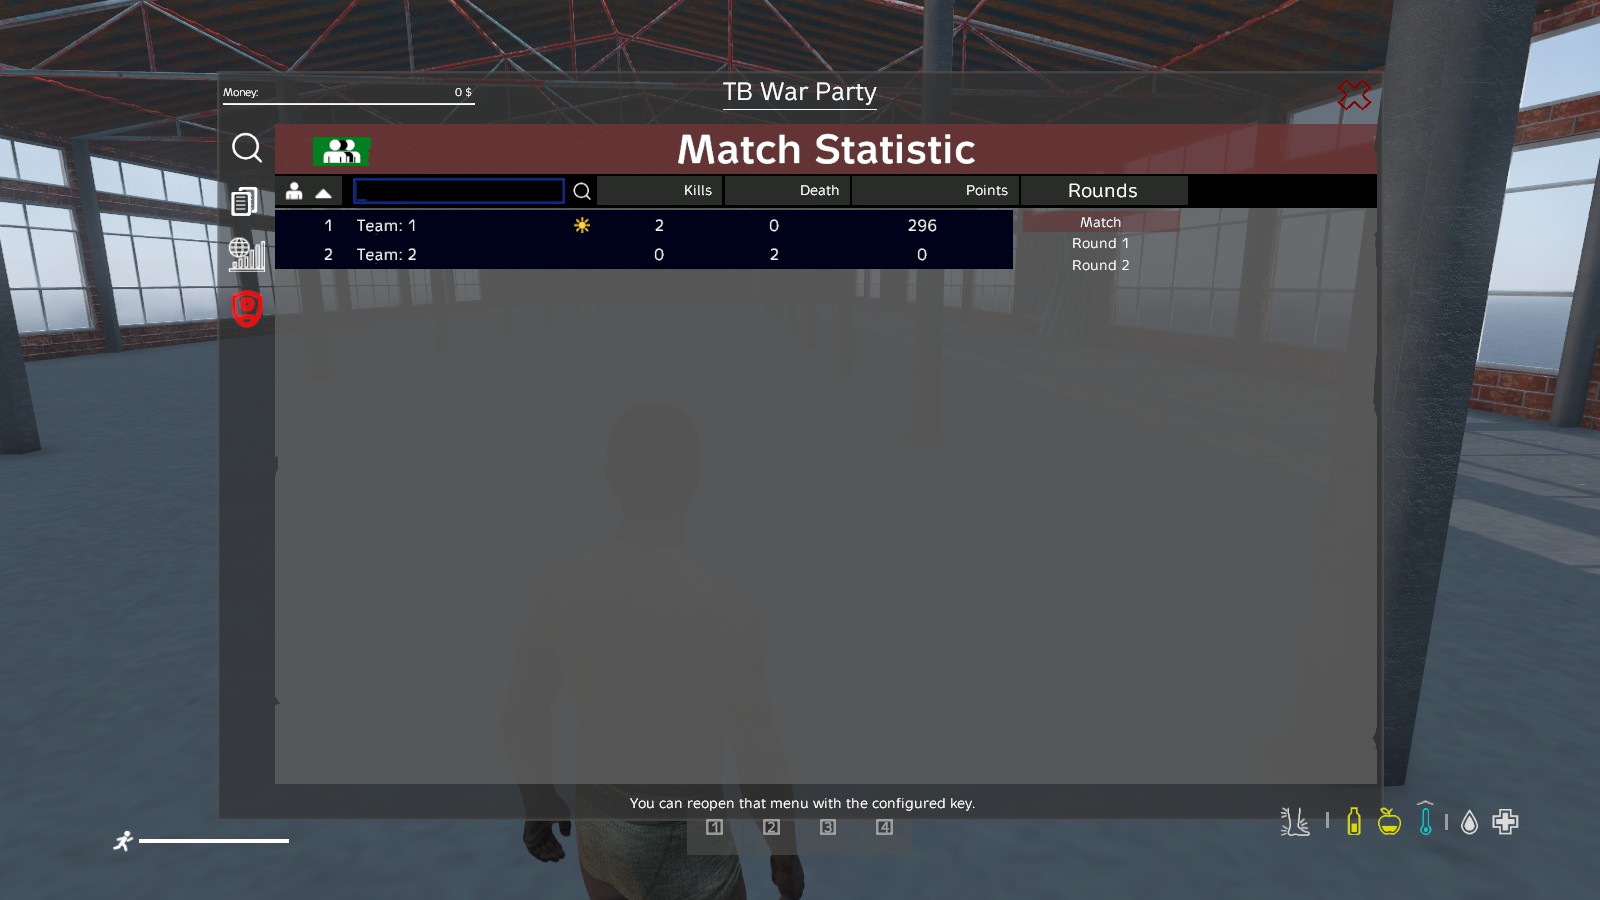 Money: 0 $
TB War Party
Match Statistic
Kills Death Points Rounds
1 Team: 1 2 0 296 Match
Round 1
2 Team: 2 0 2 0
Round 2
You can reopen that menu with the configured key.
1 2 3 4